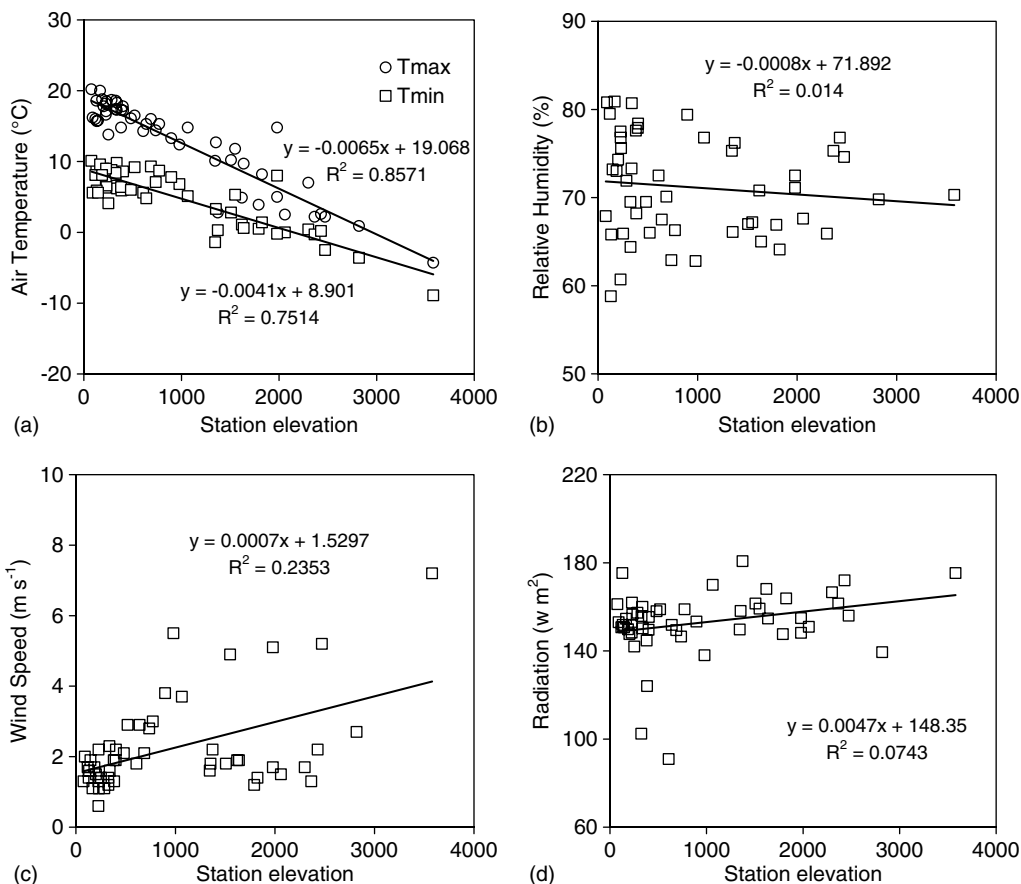 30
20
10
0
-10
-20
Air Temperature (°C)
Tmax
Tmin
y = -0.0065x + 19.068
R² = 0.8571
y = -0.0041x + 8.901
R² = 0.7514
0 1000 2000 3000 4000
(a) Station elevation
90
80
70
60
50
Relative Humidity (%)
y = -0.0008x + 71.892
R² = 0.014
0 1000 2000 3000 4000
(b) Station elevation
10
8
6
4
2
0
Wind Speed (m s⁻¹)
y = 0.0007x + 1.5297
R² = 0.2353
0 1000 2000 3000 4000
(c) Station elevation
220
180
140
100
60
Radiation (w m²)
y = 0.0047x + 148.35
R² = 0.0743
0 1000 2000 3000 4000
(d) Station elevation